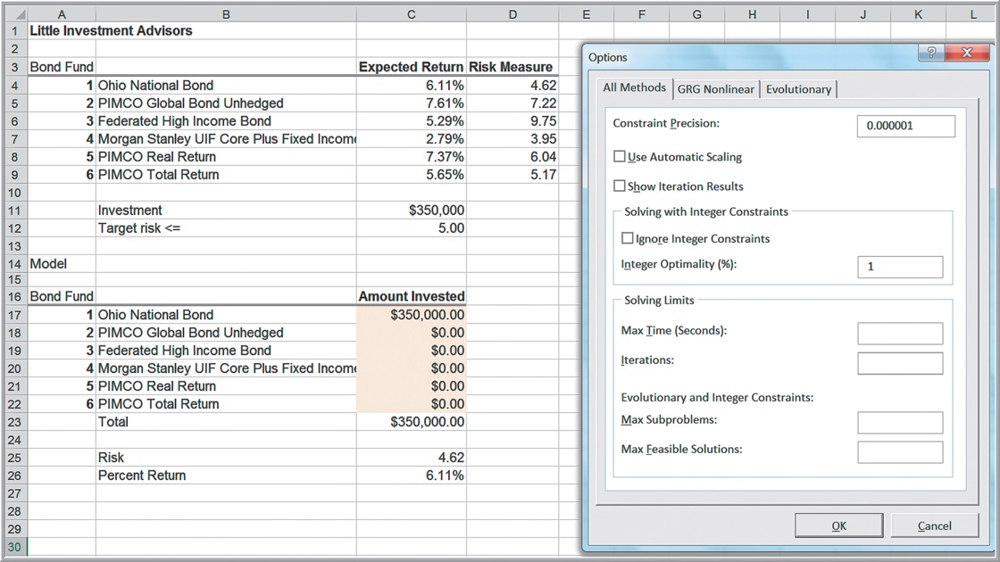 A B C D E F G H I J K L
1 Little Investment Advisors
2
3 Bond Fund Expected Return Risk Measure
4 1 Ohio National Bond 6.11% 4.62
5 2 PIMCO Global Bond Unhedged 7.61% 7.22
6 3 Federated High Income Bond 5.29% 9.75
7 4 Morgan Stanley UIF Core Plus Fixed Income 2.79% 3.95
8 5 PIMCO Real Return 7.37% 6.04
9 6 PIMCO Total Return 5.65% 5.17
10
11 Investment $350,000
12 Target risk <= 5.00
13
14 Model
15
16 Bond Fund Amount Invested
17 1 Ohio National Bond $350,000.00
18 2 PIMCO Global Bond Unhedged $0.00
19 3 Federated High Income Bond $0.00
20 4 Morgan Stanley UIF Core Plus Fixed Income $0.00
21 5 PIMCO Real Return $0.00
22 6 PIMCO Total Return $0.00
23 Total $350,000.00
24
25 Risk 4.62
26 Percent Return 6.11%
27
28
29
30
Options ? X
All Methods GRG Nonlinear Evolutionary
Constraint Precision: 0.000001
Use Automatic Scaling
Show Iteration Results
Solving with Integer Constraints
Ignore Integer Constraints
Integer Optimality (%): 1
Solving Limits
Max Time (Seconds):
Iterations:
Evolutionary and Integer Constraints:
Max Subproblems:
Max Feasible Solutions:
OK Cancel